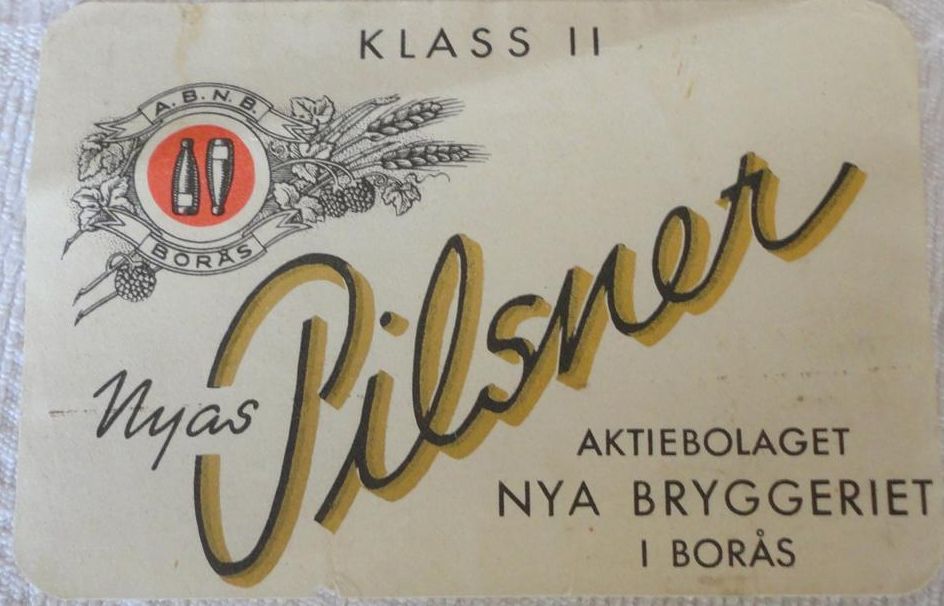 KLASS II
A.B.N.B.
BORÅS
Nyas Pilsner
AKTIEBOLAGET
NYA BRYGGERIET
I BORÅS